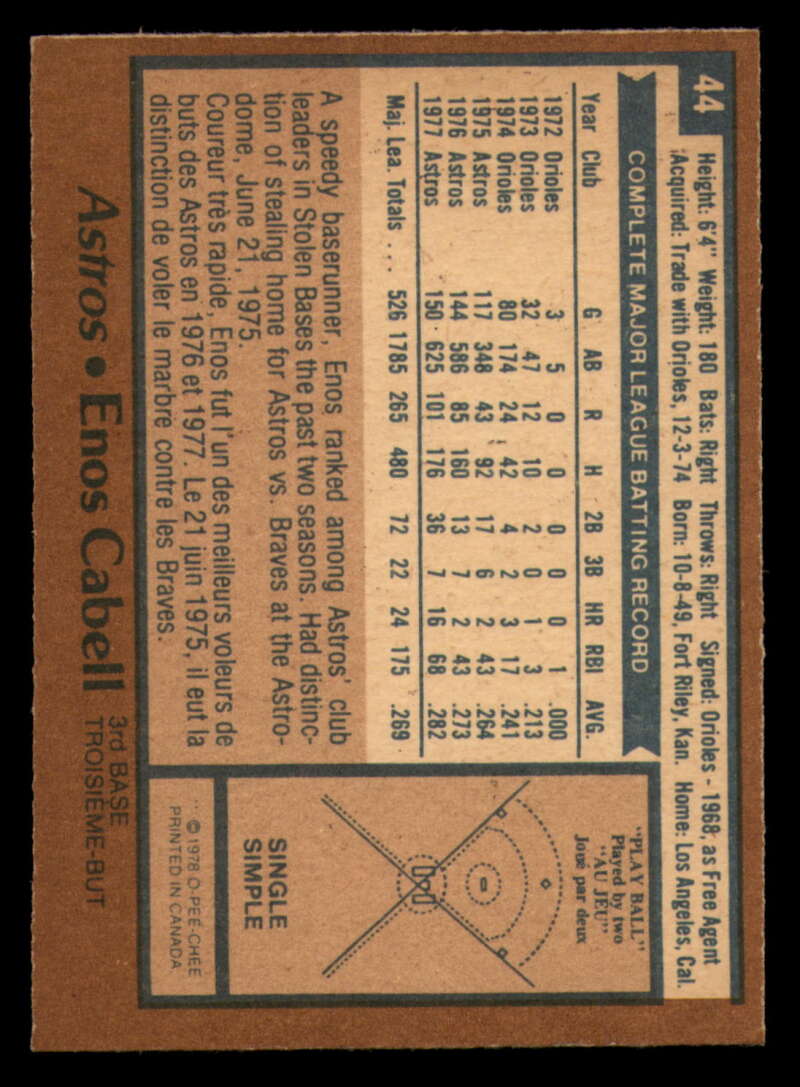 44
Height: 6'4" Weight: 180 Bats: Right Throws: Right Signed: Orioles - 1968, as Free Agent
Acquired: Trade with Orioles, 12-3-74 Born: 10-8-49, Fort Riley, Kan. Home: Los Angeles, Cal.
COMPLETE MAJOR LEAGUE BATTING RECORD
Year Club G AB R H 2B 3B HR RBI AVG.
1972 Orioles 3 5 0 0 0 0 0 1 .000
1973 Orioles 32 47 12 10 2 0 1 3 .213
1974 Orioles 80 174 24 42 4 2 3 17 .241
1975 Astros 117 348 43 92 17 6 2 43 .264
1976 Astros 144 586 85 160 13 7 2 43 .273
1977 Astros 150 625 101 176 36 7 16 68 .282
Maj. Lea. Totals ... 526 1785 265 480 72 22 24 175 .269
A speedy baserunner, Enos ranked among Astros' club
leaders in Stolen Bases the past two seasons. Had distinc-
tion of stealing home for Astros vs. Braves at the Astro-
dome, June 21, 1975.
Coureur très rapide, Enos fut l'un des meilleurs voleurs de
buts des Astros en 1976 et 1977. Le 21 juin 1975, il eut la
distinction de voler le marbre contre les Braves.
"PLAY BALL"
Played by two
"AU JEU"
Joué par deux
SINGLE
SIMPLE
© 1978 O-PEE-CHEE
PRINTED IN CANADA
Astros • Enos Cabell
3rd BASE
TROISIÈME-BUT